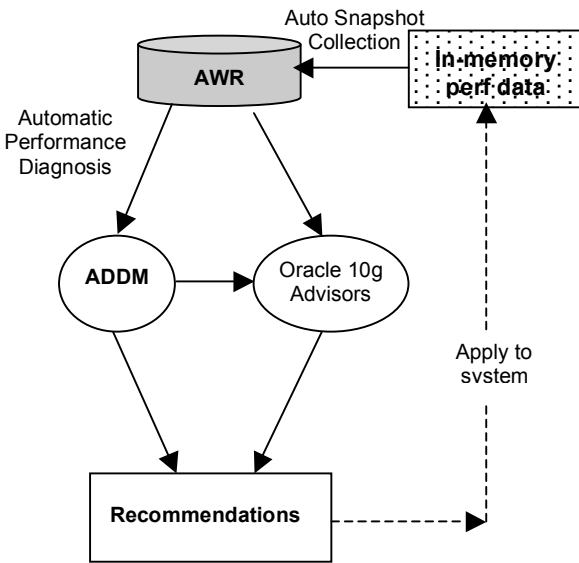 Auto Snapshot
Collection
In-memory
perf data
AWR
Automatic
Performance
Diagnosis
ADDM
Oracle 10g
Advisors
Apply to
system
Recommendations